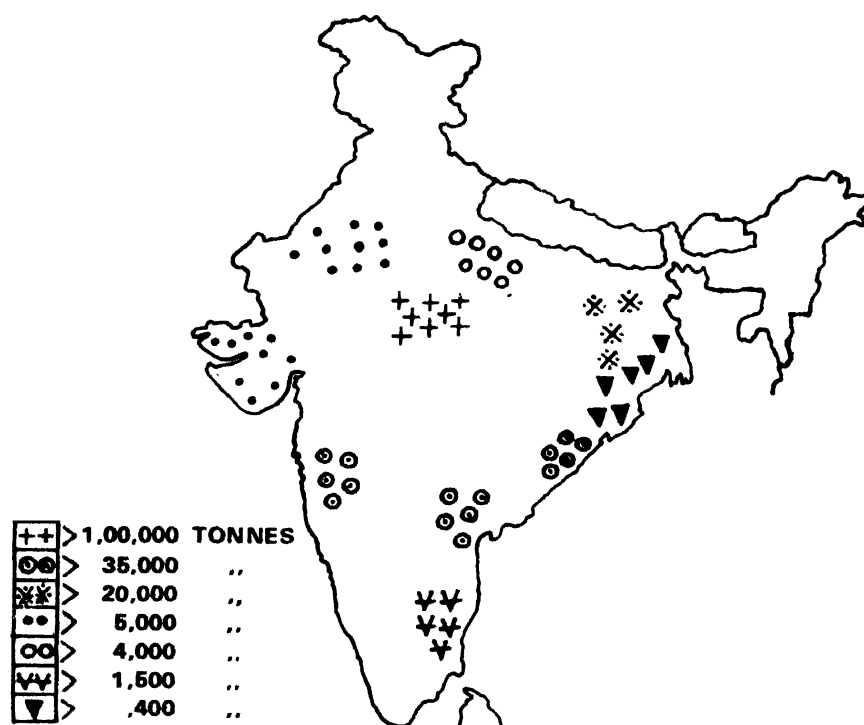 > 1,00,000 TONNES
> 35,000 ,,
> 20,000 ,,
> 5,000 ,,
> 4,000 ,,
> 1,500 ,,
> .400 ,,